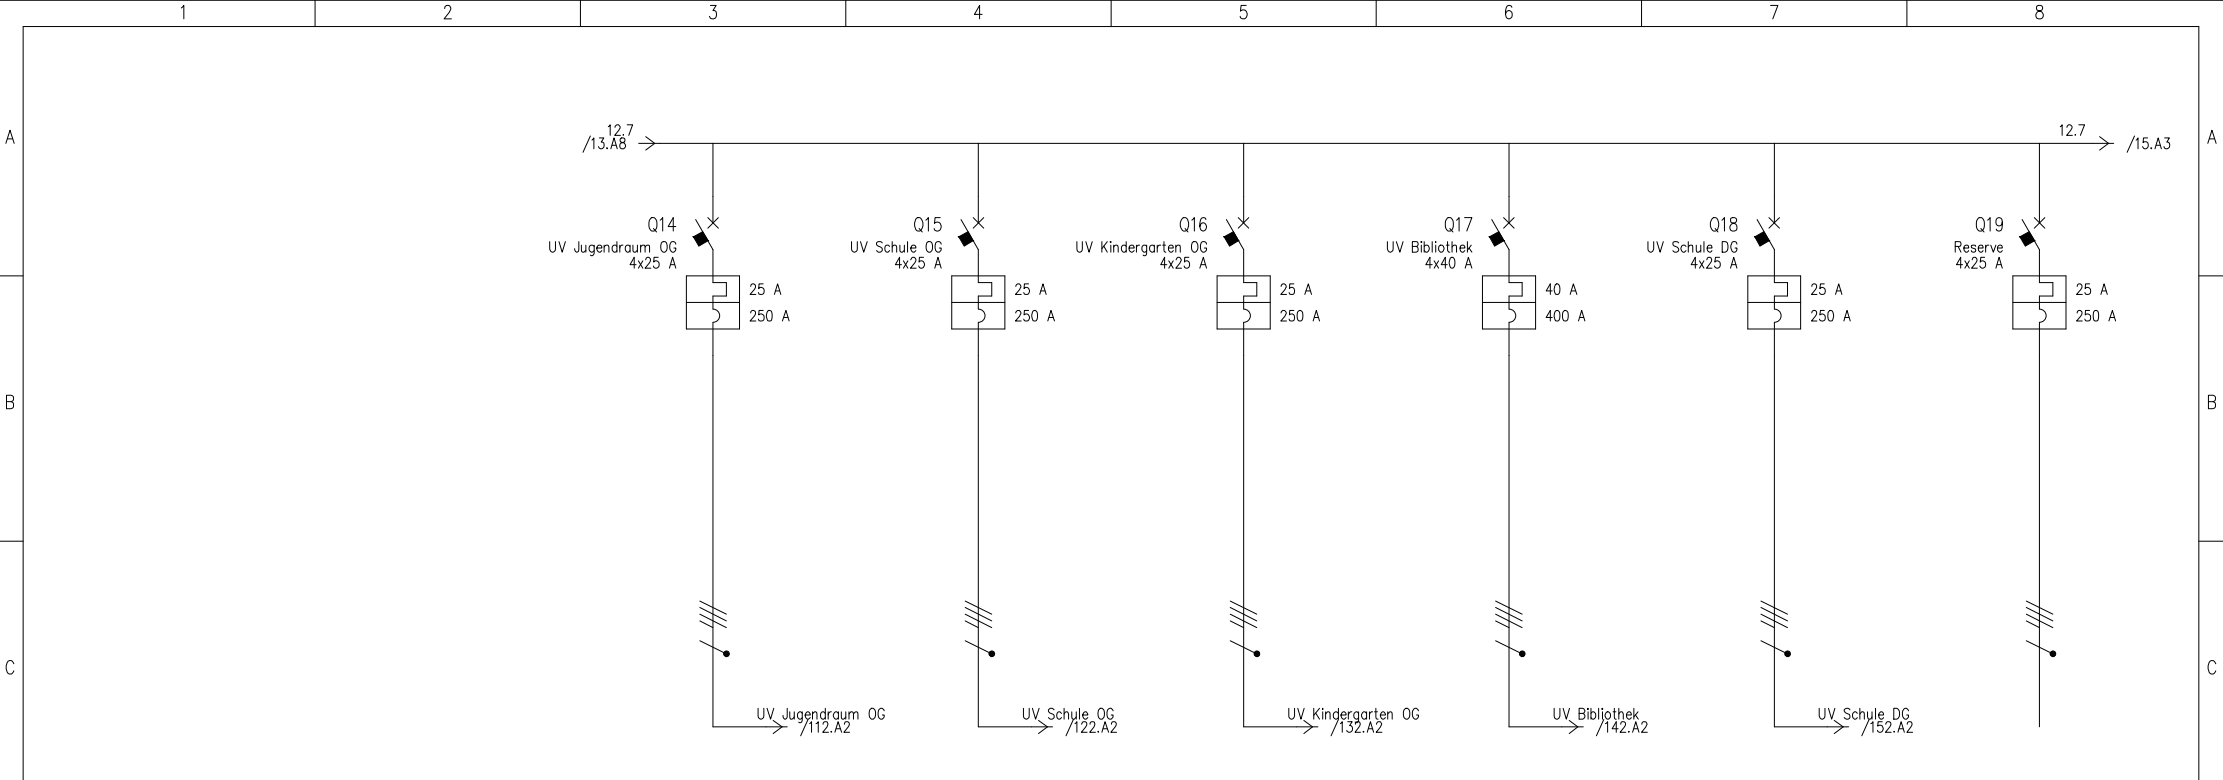 1 2 3 4 5 6 7 8
A A
12.7 12.7
/13.A8 /15.A3
Q14 Q15 Q16 Q17 Q18 Q19
UV Jugendraum OG UV Schule OG UV Kindergarten OG UV Bibliothek UV Schule DG Reserve
4x25 A 4x25 A 4x25 A 4x40 A 4x25 A 4x25 A
25 A 25 A 25 A 40 A 25 A 25 A
250 A 250 A 250 A 400 A 250 A 250 A
B B
C C
UV Jugendraum OG UV Schule OG UV Kindergarten OG UV Bibliothek UV Schule DG
/112.A2 /122.A2 /132.A2 /142.A2 /152.A2